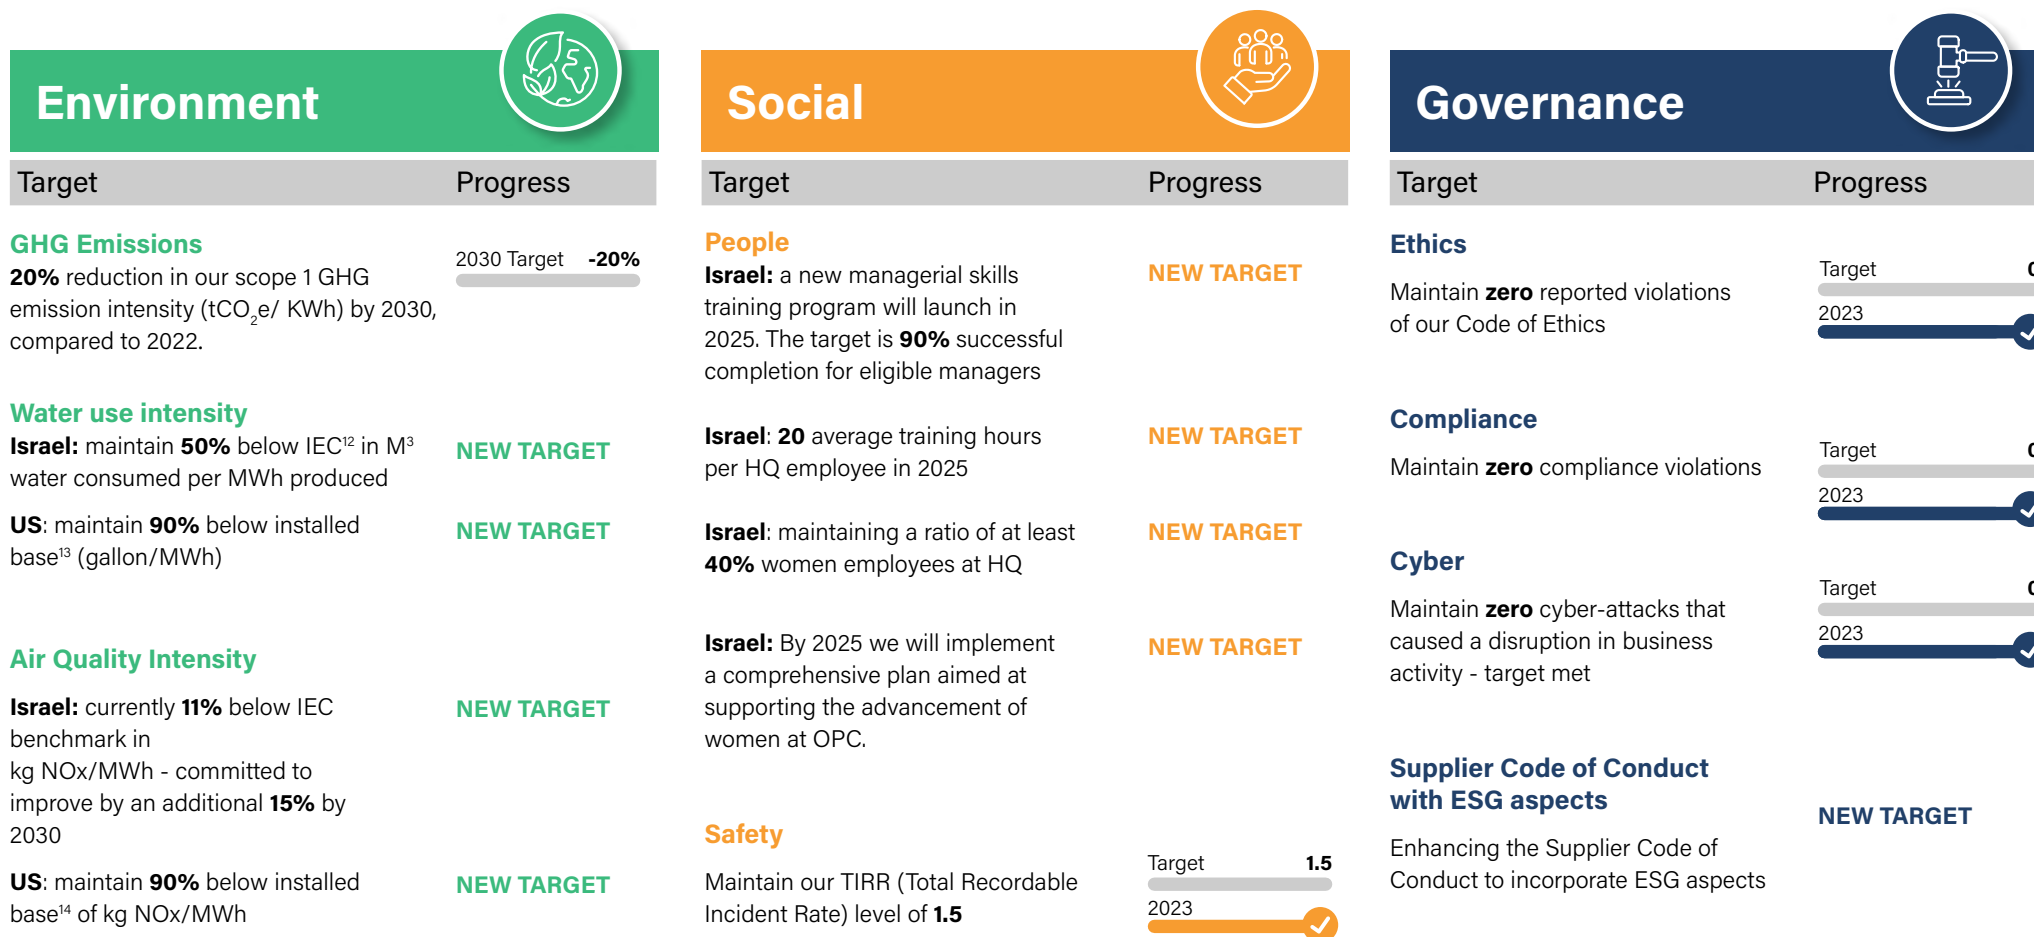 Environment
Target Progress
GHG Emissions
20% reduction in our scope 1 GHG
emission intensity (tCO2e/ KWh) by 2030,
compared to 2022.
2030 Target -20%
Water use intensity
Israel: maintain 50% below IEC12 in M3
water consumed per MWh produced
NEW TARGET
US: maintain 90% below installed
base13 (gallon/MWh)
NEW TARGET
Air Quality Intensity
Israel: currently 11% below IEC
benchmark in
kg NOx/MWh - committed to
improve by an additional 15% by
2030
NEW TARGET
US: maintain 90% below installed
base14 of kg NOx/MWh
NEW TARGET
Social
Target Progress
People
Israel: a new managerial skills
training program will launch in
2025. The target is 90% successful
completion for eligible managers
NEW TARGET
Israel: 20 average training hours
per HQ employee in 2025
NEW TARGET
Israel: maintaining a ratio of at least
40% women employees at HQ
NEW TARGET
Israel: By 2025 we will implement
a comprehensive plan aimed at
supporting the advancement of
women at OPC.
NEW TARGET
Safety
Maintain our TIRR (Total Recordable
Incident Rate) level of 1.5
Target 1.5
2023
Governance
Target Progress
Ethics
Maintain zero reported violations
of our Code of Ethics
Target
2023
Compliance
Maintain zero compliance violations
Target
2023
Cyber
Maintain zero cyber-attacks that
caused a disruption in business
activity - target met
Target
2023
Supplier Code of Conduct
with ESG aspects
Enhancing the Supplier Code of
Conduct to incorporate ESG aspects
NEW TARGET